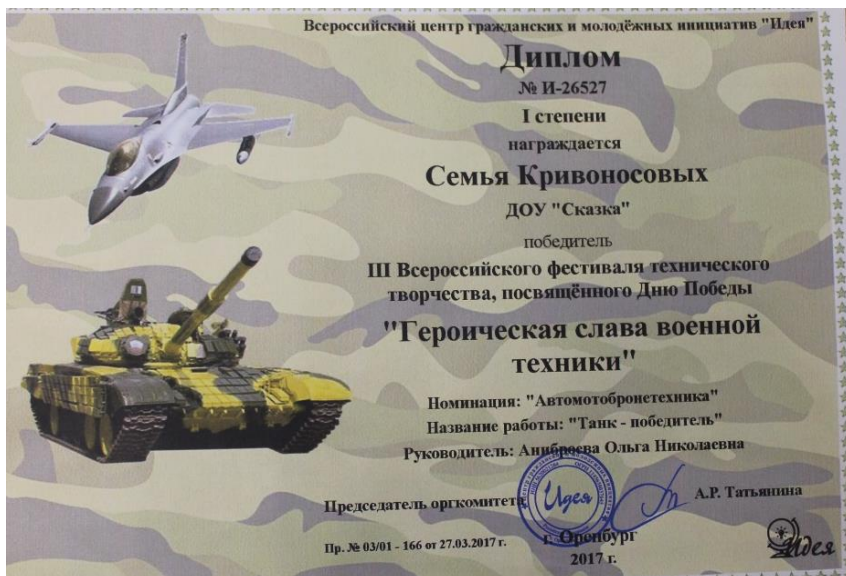 Всероссийский центр гражданских и молодёжных инициатив "Идея"
Диплом
№ И-26527
I степени
награждается
Семья Кривоносовых
ДОУ "Сказка"
победитель
III Всероссийского фестиваля технического
творчества, посвящённого Дню Победы
"Героическая слава военной
техники"
Номинация: "Автомотобронетехника"
Название работы: "Танк - победитель"
Руководитель: Ольга Николаевна
Председатель оргкомитета
Идея
А.Р. Татьянина
Пр. № 03/01 - 166 от 27.03.2017 г.
г. Оренбург
2017 г.
Идея